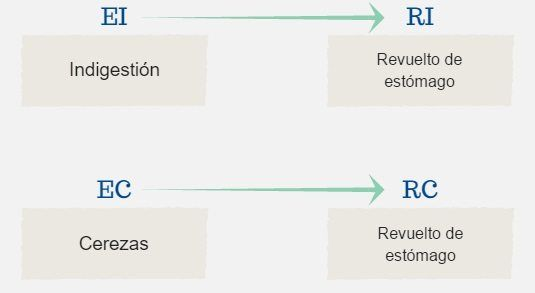 EI RI
Indigestión
Revuelto de
estómago
EC RC
Cerezas
Revuelto de
estómago